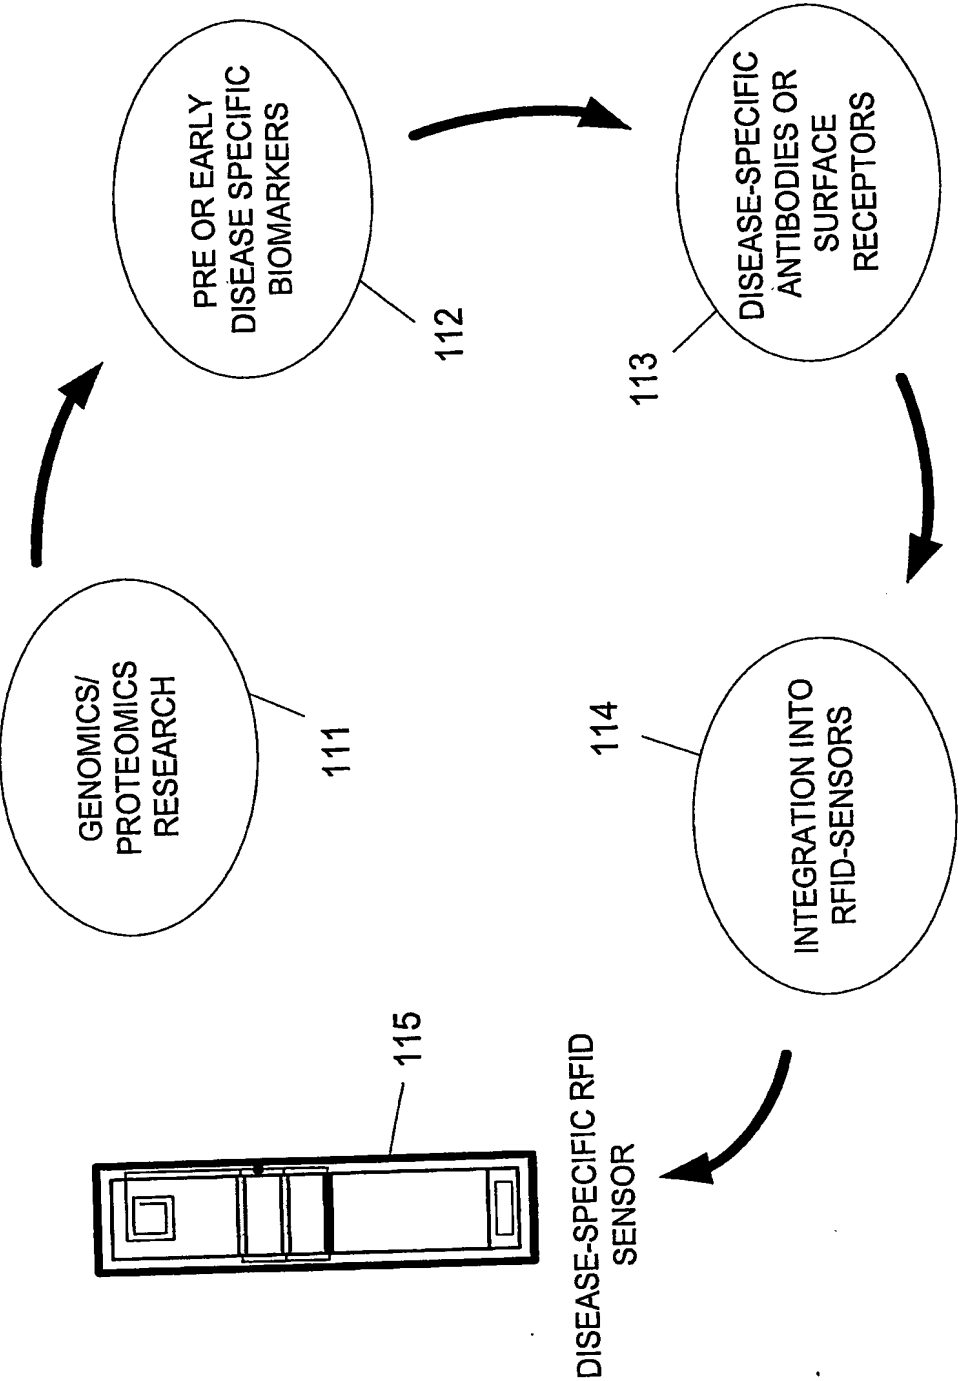 GENOMICS/
PROTEOMICS
RESEARCH
111
PRE OR EARLY
DISEASE SPECIFIC
BIOMARKERS
112
DISEASE-SPECIFIC
ANTIBODIES OR
SURFACE
RECEPTORS
113
INTEGRATION INTO
RFID-SENSORS
114
115
DISEASE-SPECIFIC RFID
SENSOR